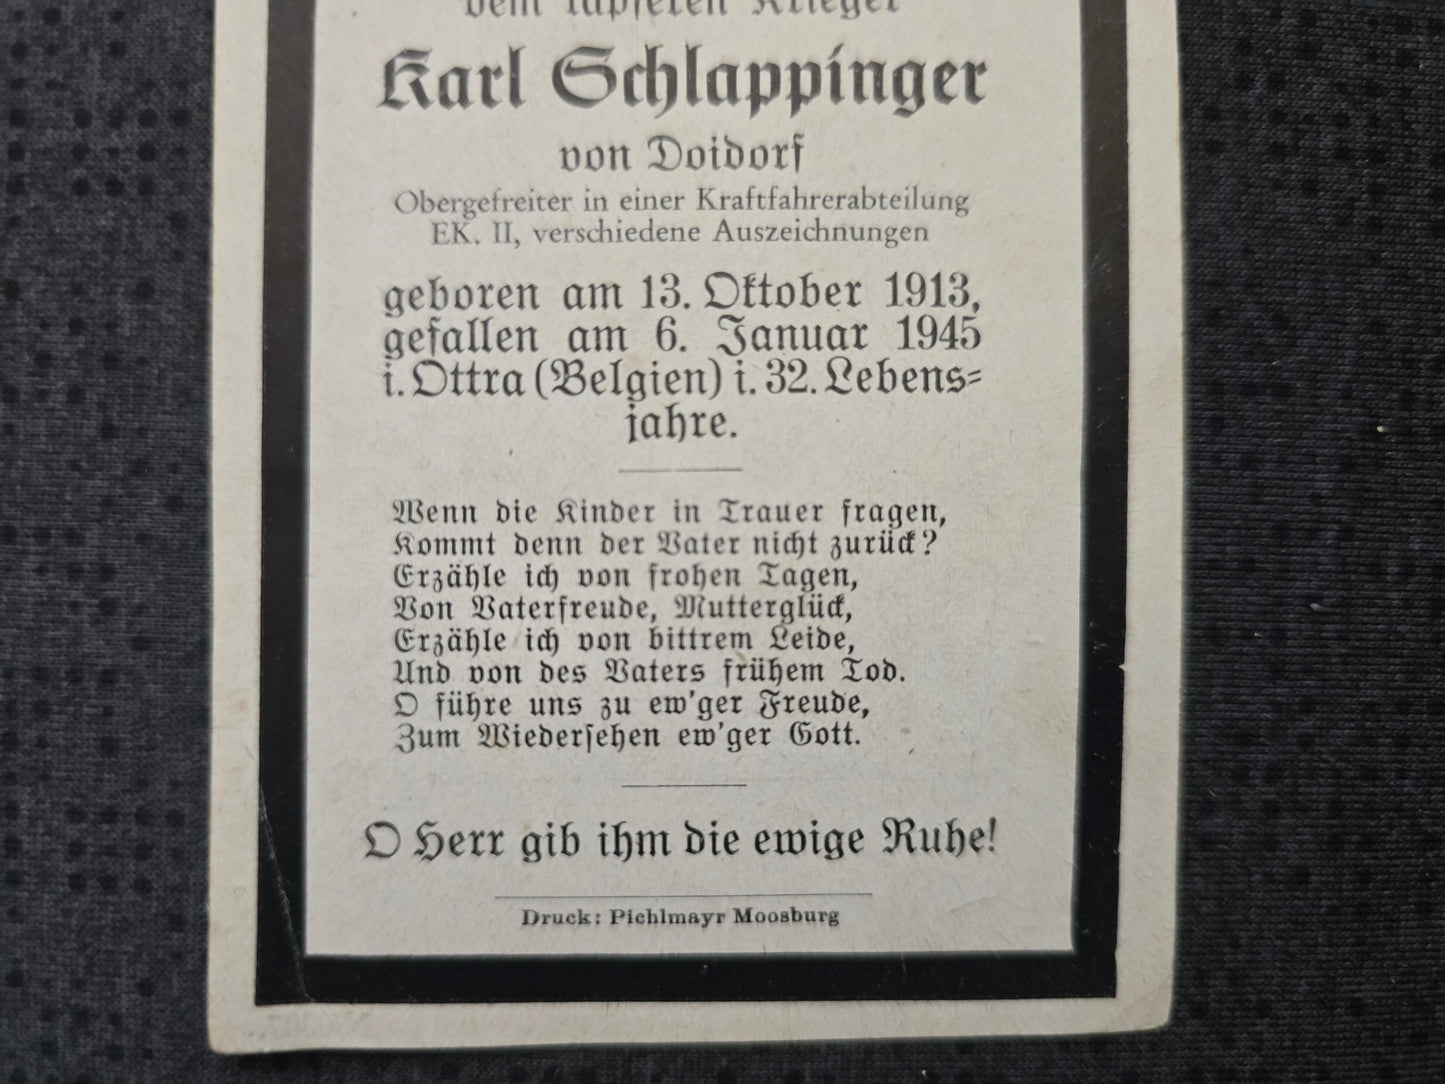 dem tapferen Krieger
Karl Schlappinger
von Doidorf
Obergefreiter in einer Kraftfahrerabteilung
EK. II, verschiedene Auszeichnungen
geboren am 13. Oktober 1913,
gefallen am 6. Januar 1945
i. Ottra (Belgien) i. 32. Lebens=
jahre.
Wenn die Kinder in Trauer fragen,
Kommt denn der Vater nicht zurück?
Erzähle ich von frohen Tagen,
Von Vaterfreude, Mutterglück,
Erzähle ich von bittrem Leide,
Und von des Vaters frühem Tod.
O führe uns zu ew'ger Freude,
Zum Wiedersehen ew'ger Gott.
O Herr gib ihm die ewige Ruhe!
Druck: Pichlmayr Moosburg